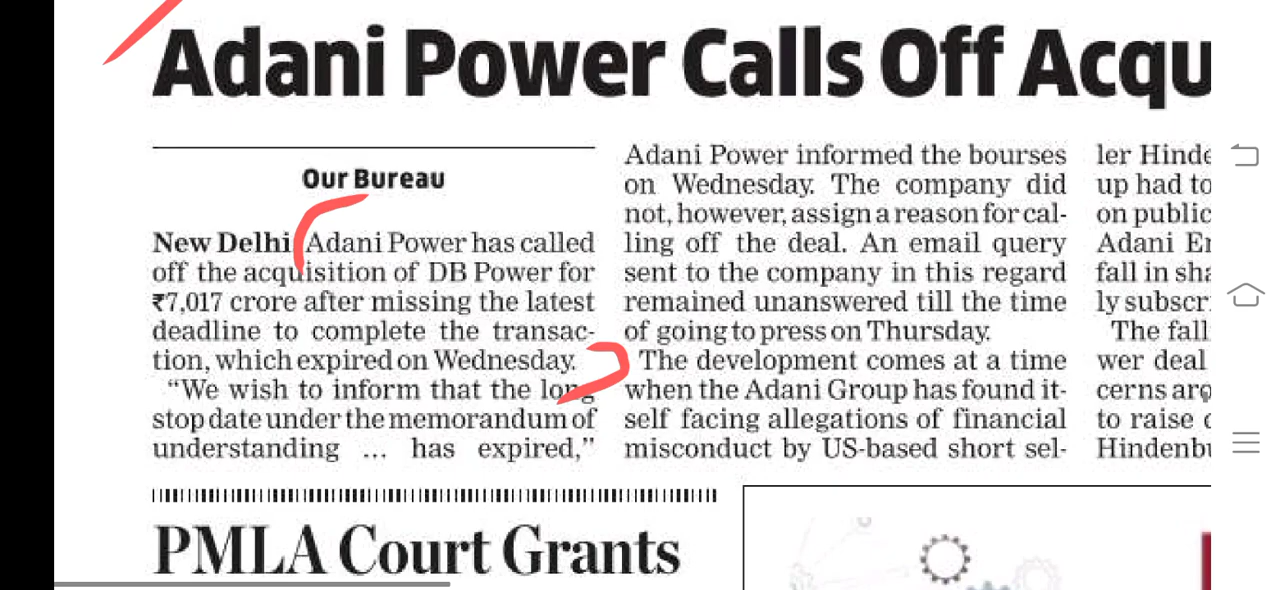 Adani Power Calls Off
Our Bureau
New Delhi: Adani Power has called
off the acquisition of DB Power for
₹7,017 crore after missing the latest
deadline to complete the transac-
tion, which expired on Wednesday.
“We wish to inform that the long
stop date under the memorandum of
understanding ... has expired,”
Adani Power informed the bourses
on Wednesday. The company did
not, however, assign a reason for cal-
ling off the deal. An email query
sent to the company in this regard
remained unanswered till the time
of going to press on Thursday.
The development comes at a time
when the Adani Group has found it-
self facing allegations of financial
misconduct by US-based short sel-
ler
up had to
on public
Adani
fall in
ly
The fall
wer deal
cerns
to raise
PMLA Court Grants